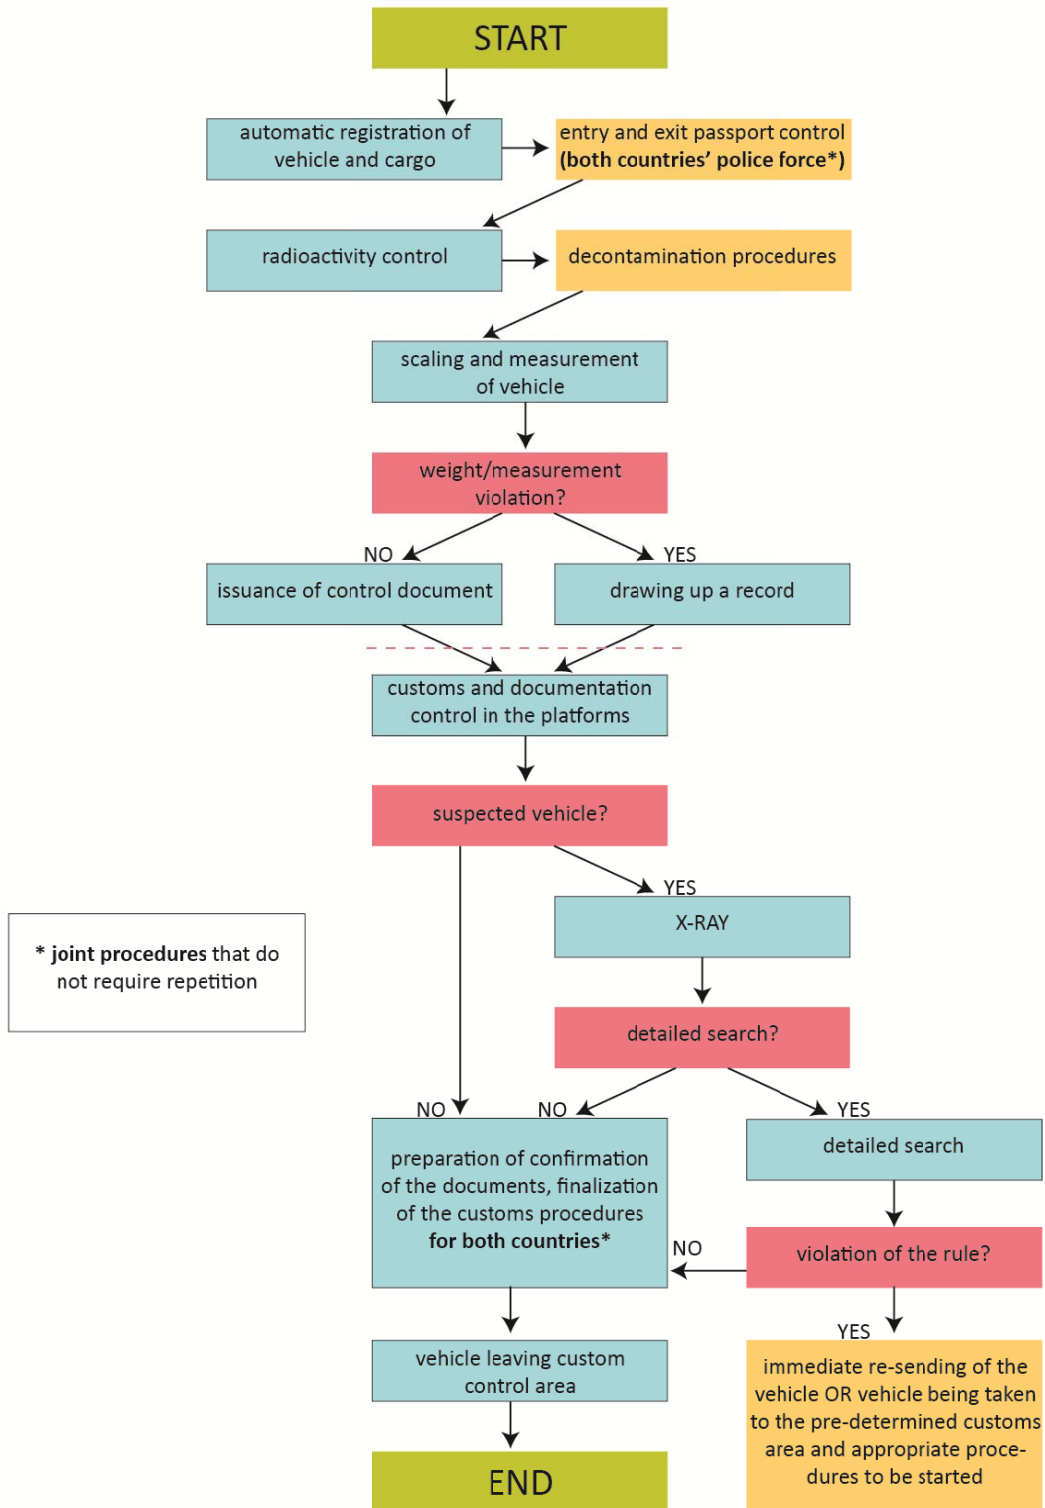 START
automatic registration of
vehicle and cargo
entry and exit passport control
(both countries' police force*)
radioactivity control
decontamination procedures
scaling and measurement
of vehicle
weight/measurement
violation?
NO
YES
issuance of control document
drawing up a record
customs and documentation
control in the platforms
suspected vehicle?
YES
X-RAY
* joint procedures that do
not require repetition
detailed search?
NO
NO
YES
preparation of confirmation
of the documents, finalization
of the customs procedures
for both countries*
detailed search
NO
violation of the rule?
YES
vehicle leaving custom
control area
immediate re-sending of the
vehicle OR vehicle being taken
to the pre-determined customs
area and appropriate proce-
dures to be started
END